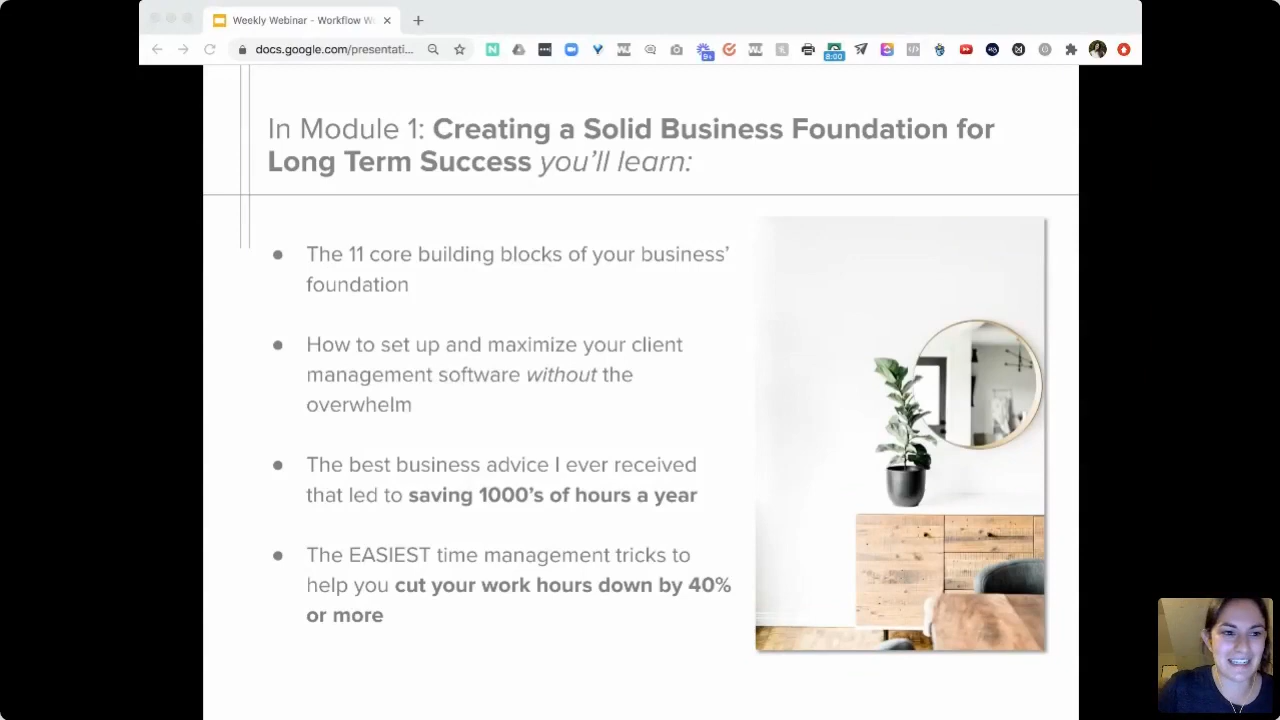 Weekly Webinar - Workflow W
docs.google.com/presentati...
9+
8:00
In Module 1: Creating a Solid Business Foundation for
Long Term Success you'll learn:
● The 11 core building blocks of your business'
foundation
● How to set up and maximize your client
management software without the
overwhelm
● The best business advice I ever received
that led to saving 1000's of hours a year
● The EASIEST time management tricks to
help you cut your work hours down by 40%
or more